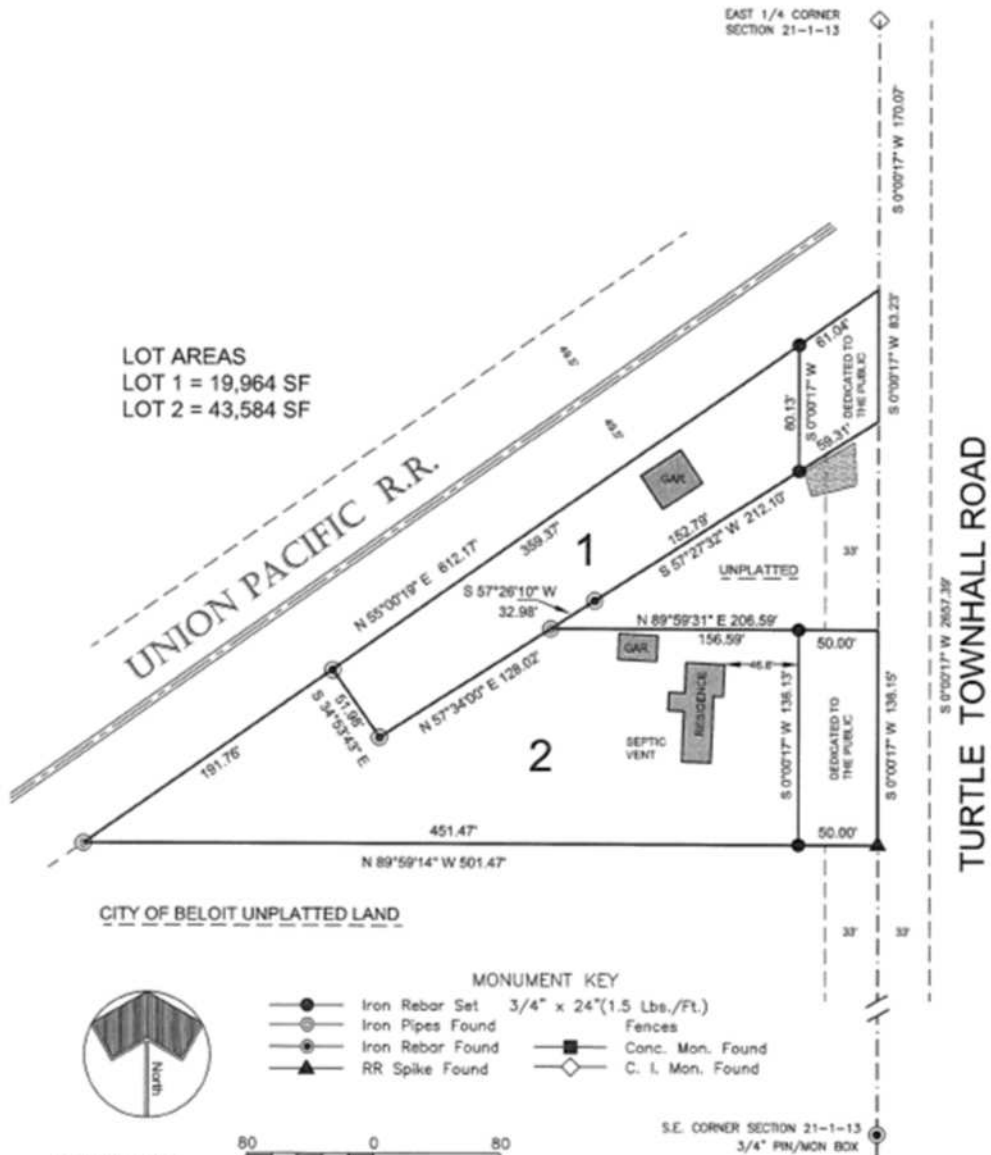 EAST 1/4 CORNER
SECTION 21-1-13
S 0°00'17" W 170.07'
LOT AREAS
LOT 1 = 19,964 SF
LOT 2 = 43,584 SF
49.5'
49.5'
UNION PACIFIC R.R.
61.04'
DEDICATED TO
THE PUBLIC
S 0°00'17" W 83.23'
80.13'
S 0°00'17" W
59.31'
GAR.
N 55°00'19" E 612.17'
359.37'
1
152.79'
S 57°27'32" W 212.10'
33'
UNPLATTED
S 57°26'10" W
32.98'
N 89°59'31" E 206.59'
156.59'
50.00'
S 0°00'17" W 2657.39'
TURTLE TOWNHALL ROAD
GAR.
RESIDENCE
51.96'
S 34°53'43" E
N 57°34'00" E 128.02'
SEPTIC
VENT
2
S 0°00'17" W 138.13'
DEDICATED TO
THE PUBLIC
S 0°00'17" W 138.15'
191.76'
451.47'
50.00'
N 89°59'14" W 501.47'
CITY OF BELOIT UNPLATTED LAND
33'
33'
MONUMENT KEY
Iron Rebar Set 3/4" x 24"(1.5 Lbs./Ft.)
Iron Pipes Found Fences
Iron Rebar Found Conc. Mon. Found
RR Spike Found C. I. Mon. Found
North
80 0 80
S.E. CORNER SECTION 21-1-13
3/4" PIN/MON BOX